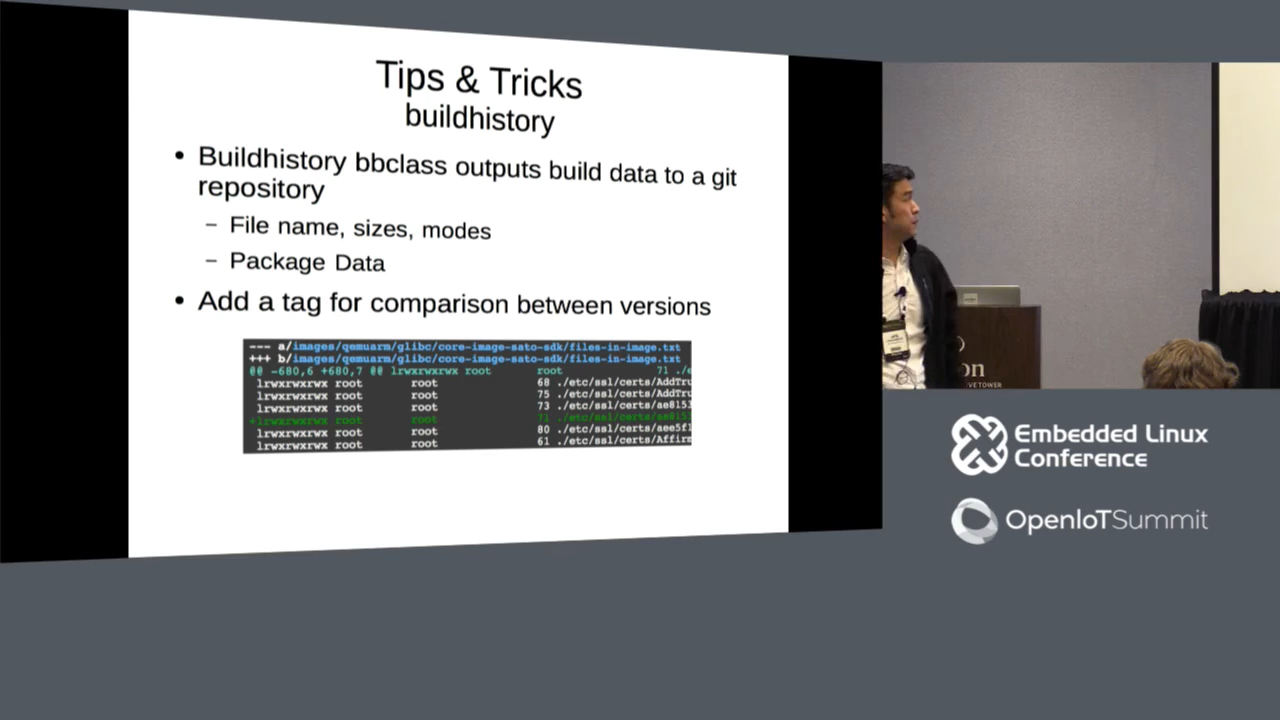 Tips & Tricks
buildhistory
• Buildhistory bbclass outputs build data to a git
repository
– File name, sizes, modes
– Package Data
• Add a tag for comparison between versions
--- a/images/qemuarm/glibc/core-image-sato-sdk/files-in-image.txt
+++ b/images/qemuarm/glibc/core-image-sato-sdk/files-in-image.txt
@@ -680,6 +680,7 @@ lrwxrwxrwx root root 71 ./e
lrwxrwxrwx root root 68 ./etc/ssl/certs/AddTru
lrwxrwxrwx root root 75 ./etc/ssl/certs/AddTru
lrwxrwxrwx root root 73 ./etc/ssl/certs/ae8153
+lrwxrwxrwx root root 71 ./etc/ssl/certs/ae8153
lrwxrwxrwx root root 80 ./etc/ssl/certs/aee5f1
lrwxrwxrwx root root 61 ./etc/ssl/certs/Affirm
on
VE TOWER
Embedded Linux
Conference
OpenIoTSummit